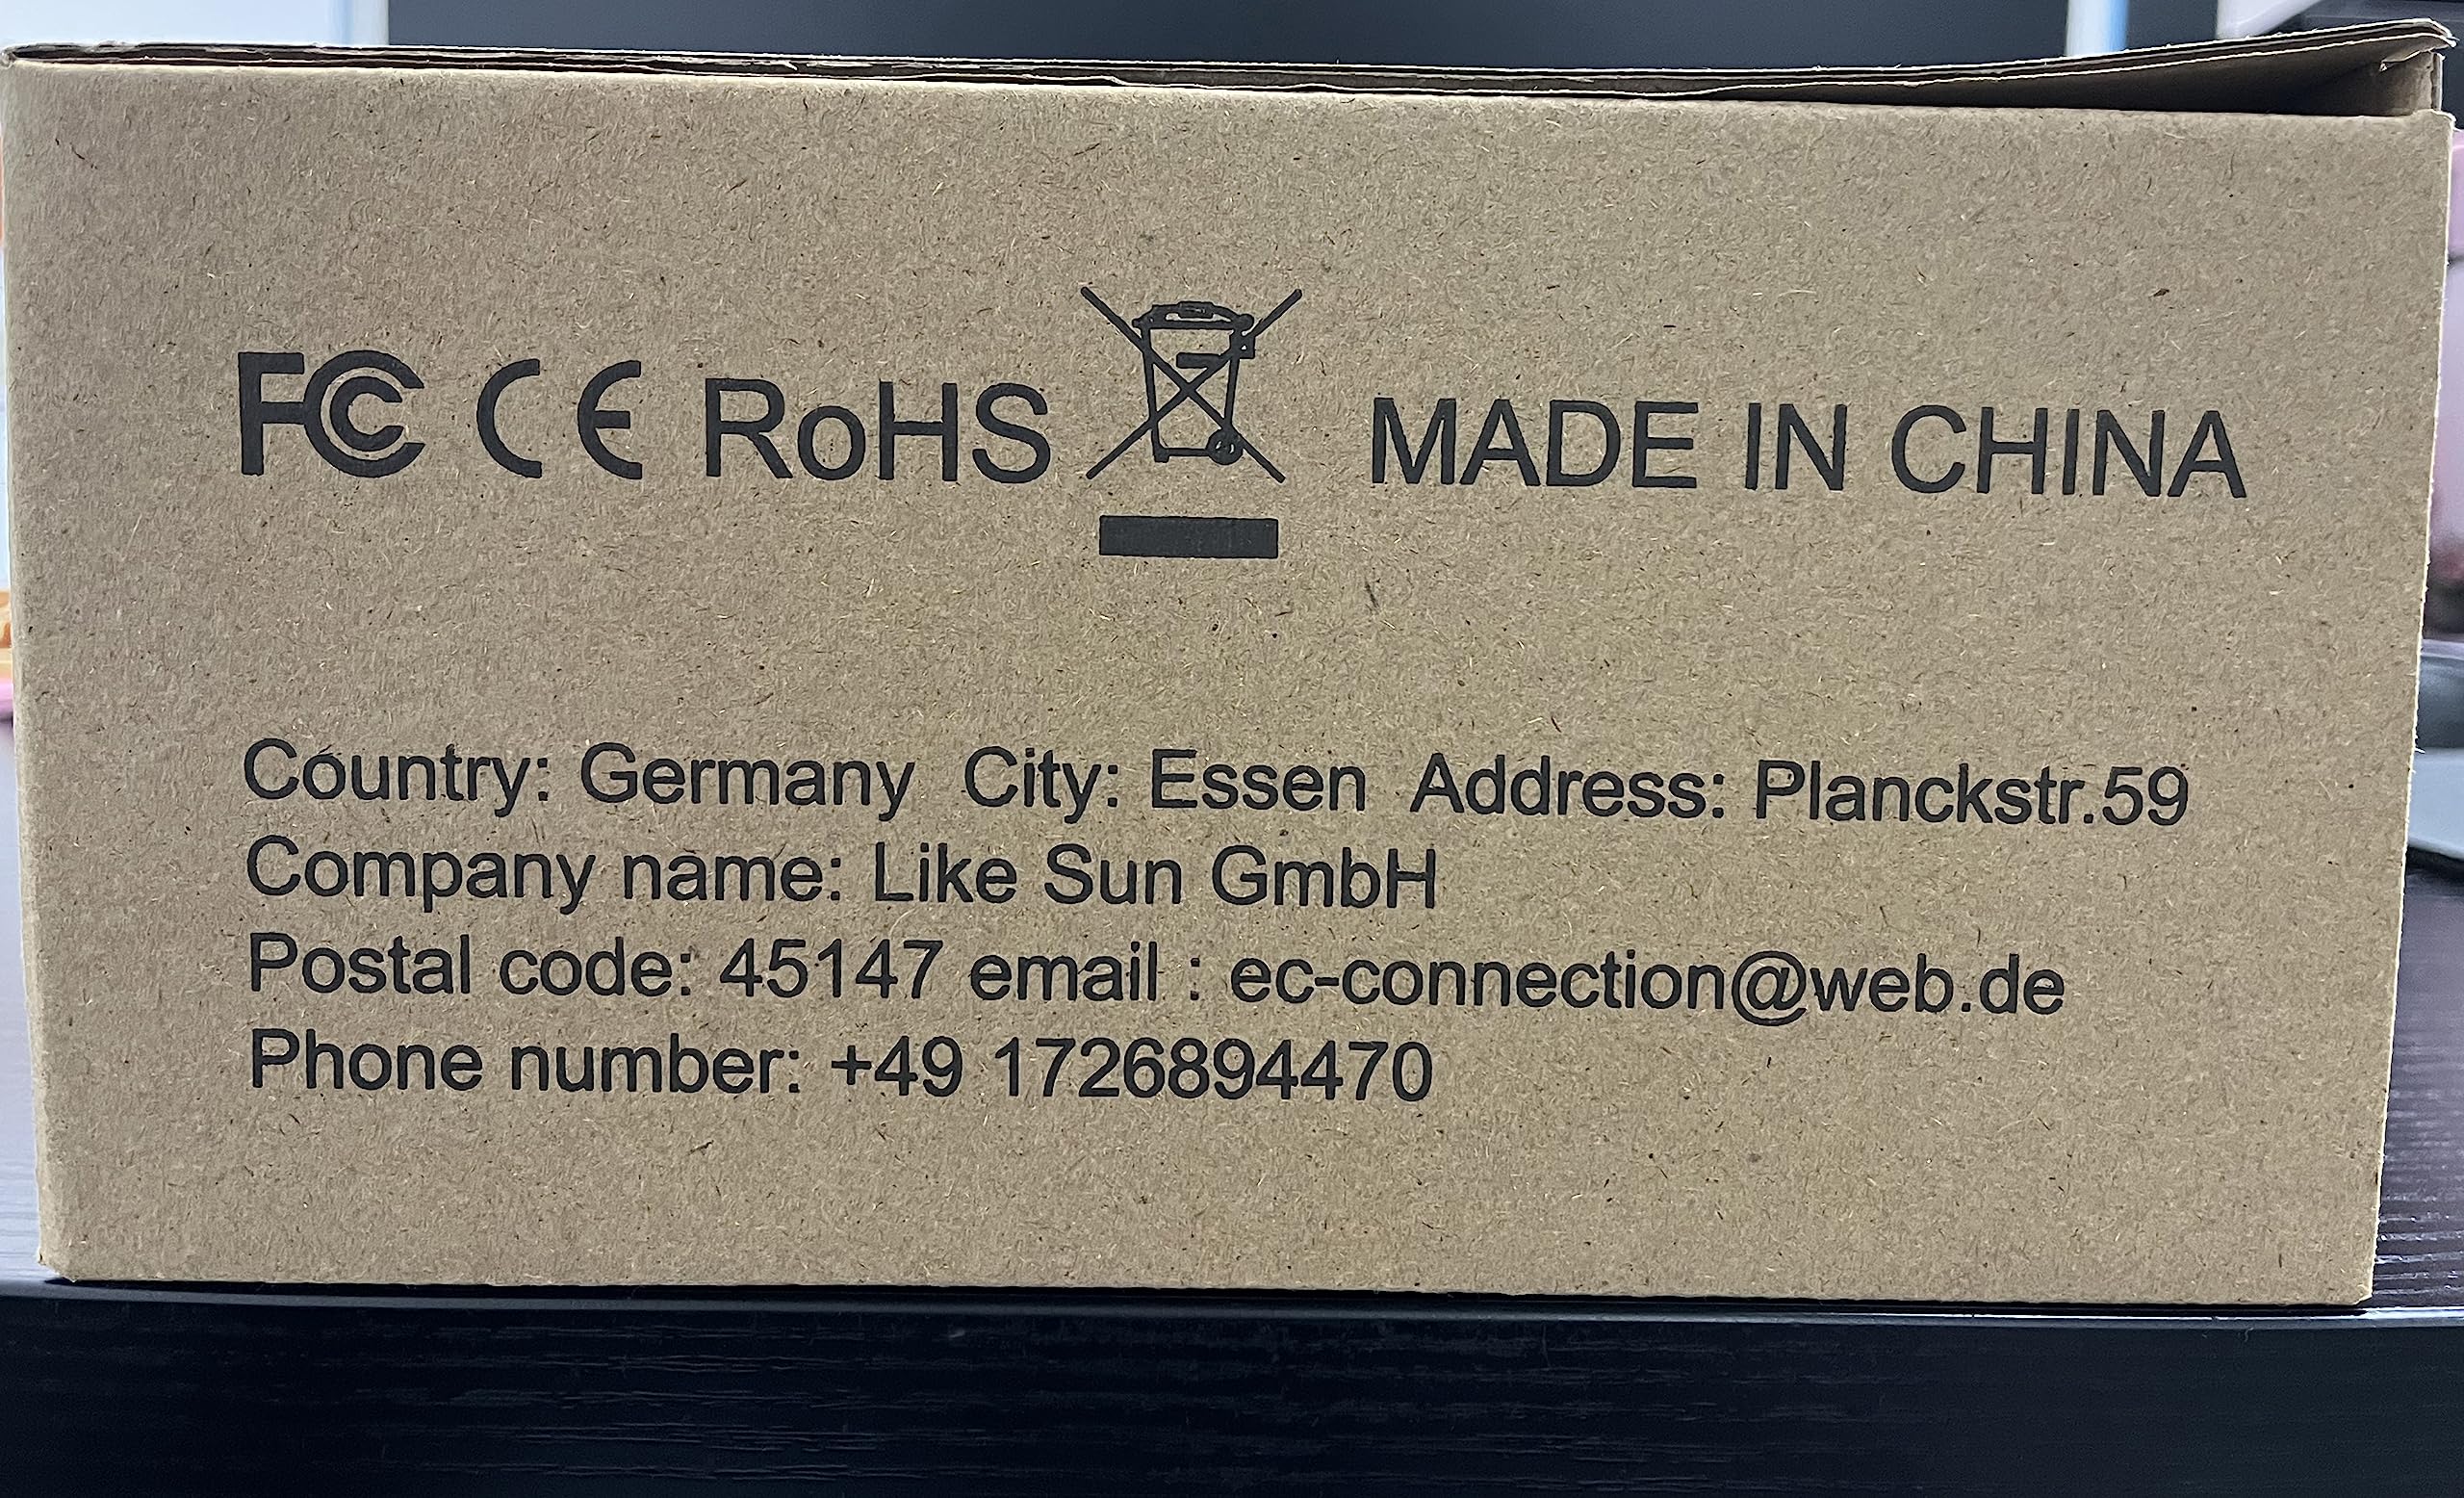 FC CE RoHS MADE IN CHINA
Country: Germany City: Essen Address: Planckstr.59
Company name: Like Sun GmbH
Postal code: 45147 email : ec-connection@web.de
Phone number: +49 1726894470